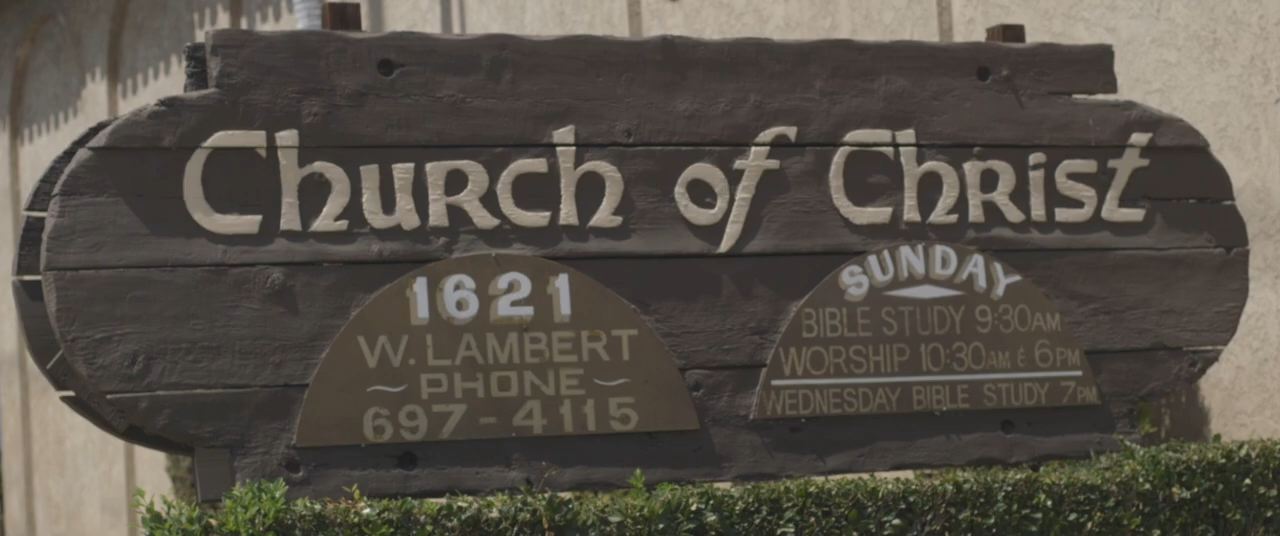 Church of Christ
1621
W. LAMBERT
~ PHONE ~
697-4115
SUNDAY
BIBLE STUDY 9:30AM
WORSHIP 10:30AM & 6PM
WEDNESDAY BIBLE STUDY 7PM